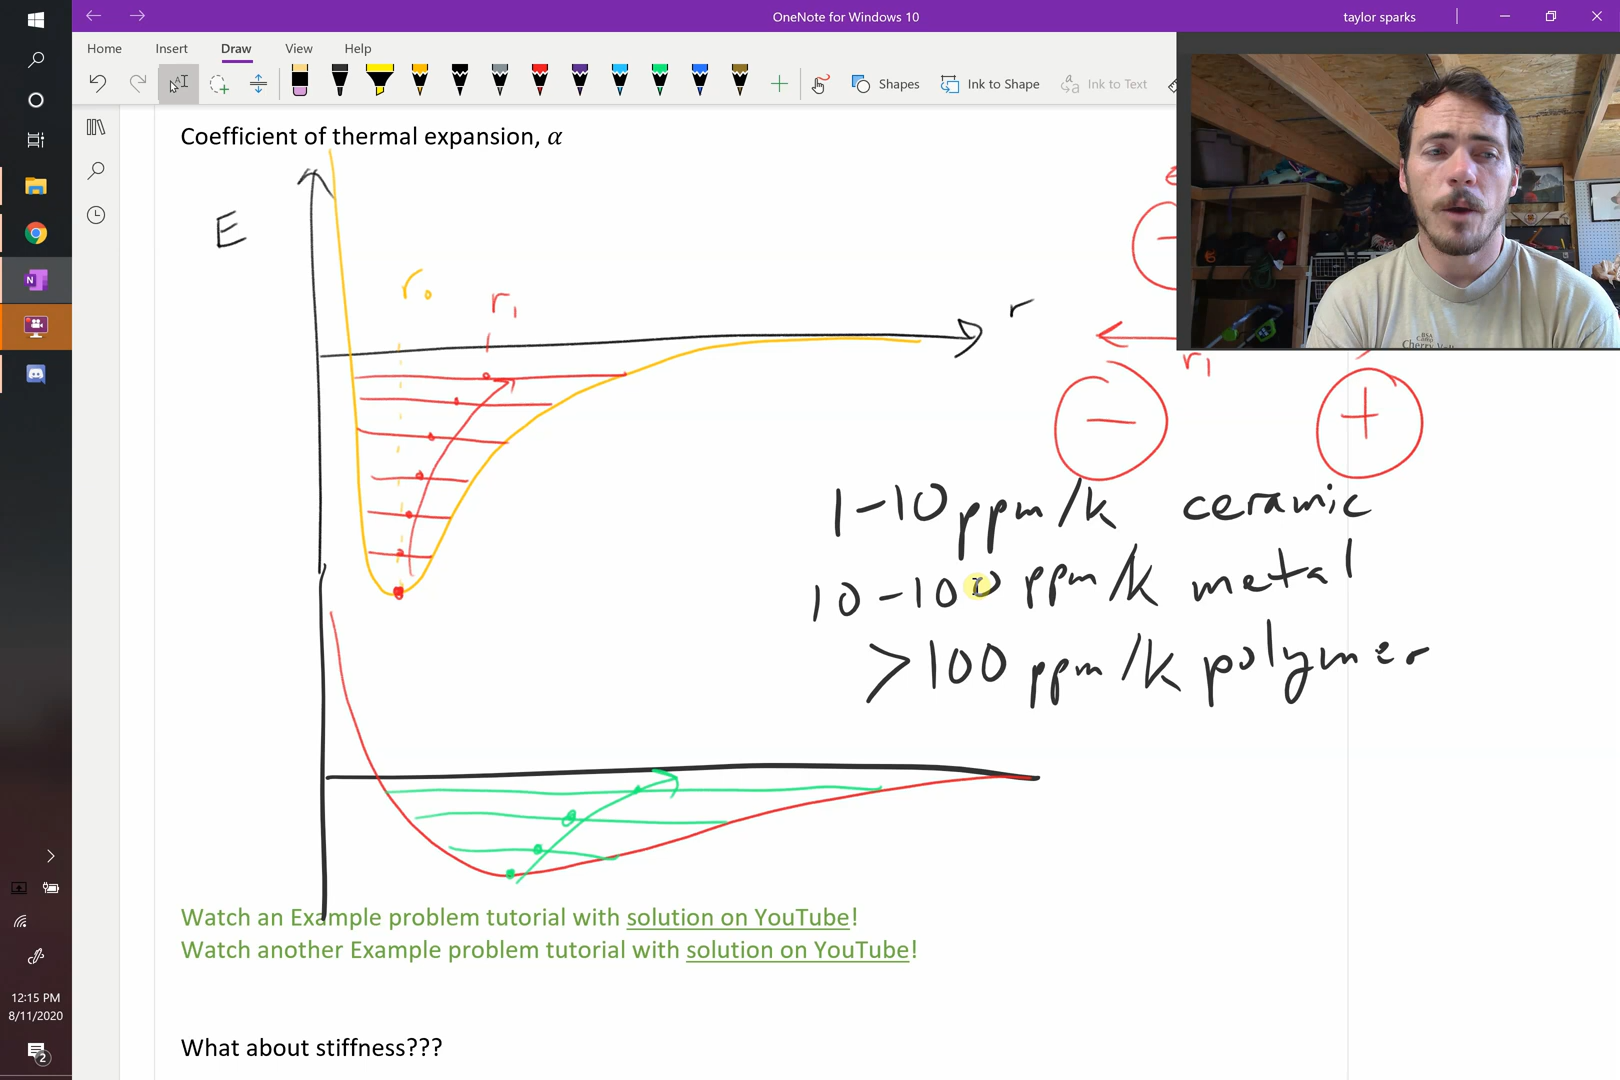 OneNote for Windows 10
taylor sparks
Home Insert Draw View Help
Shapes Ink to Shape Ink to Text
Coefficient of thermal expansion, α
E
r₀
r₁
r
−
r₁
− +
1-10 ppm/k ceramic
10-100 ppm/k metal
>100 ppm/k polymer
Watch an Example problem tutorial with solution on YouTube!
Watch another Example problem tutorial with solution on YouTube!
What about stiffness???
12:15 PM
8/11/2020
2